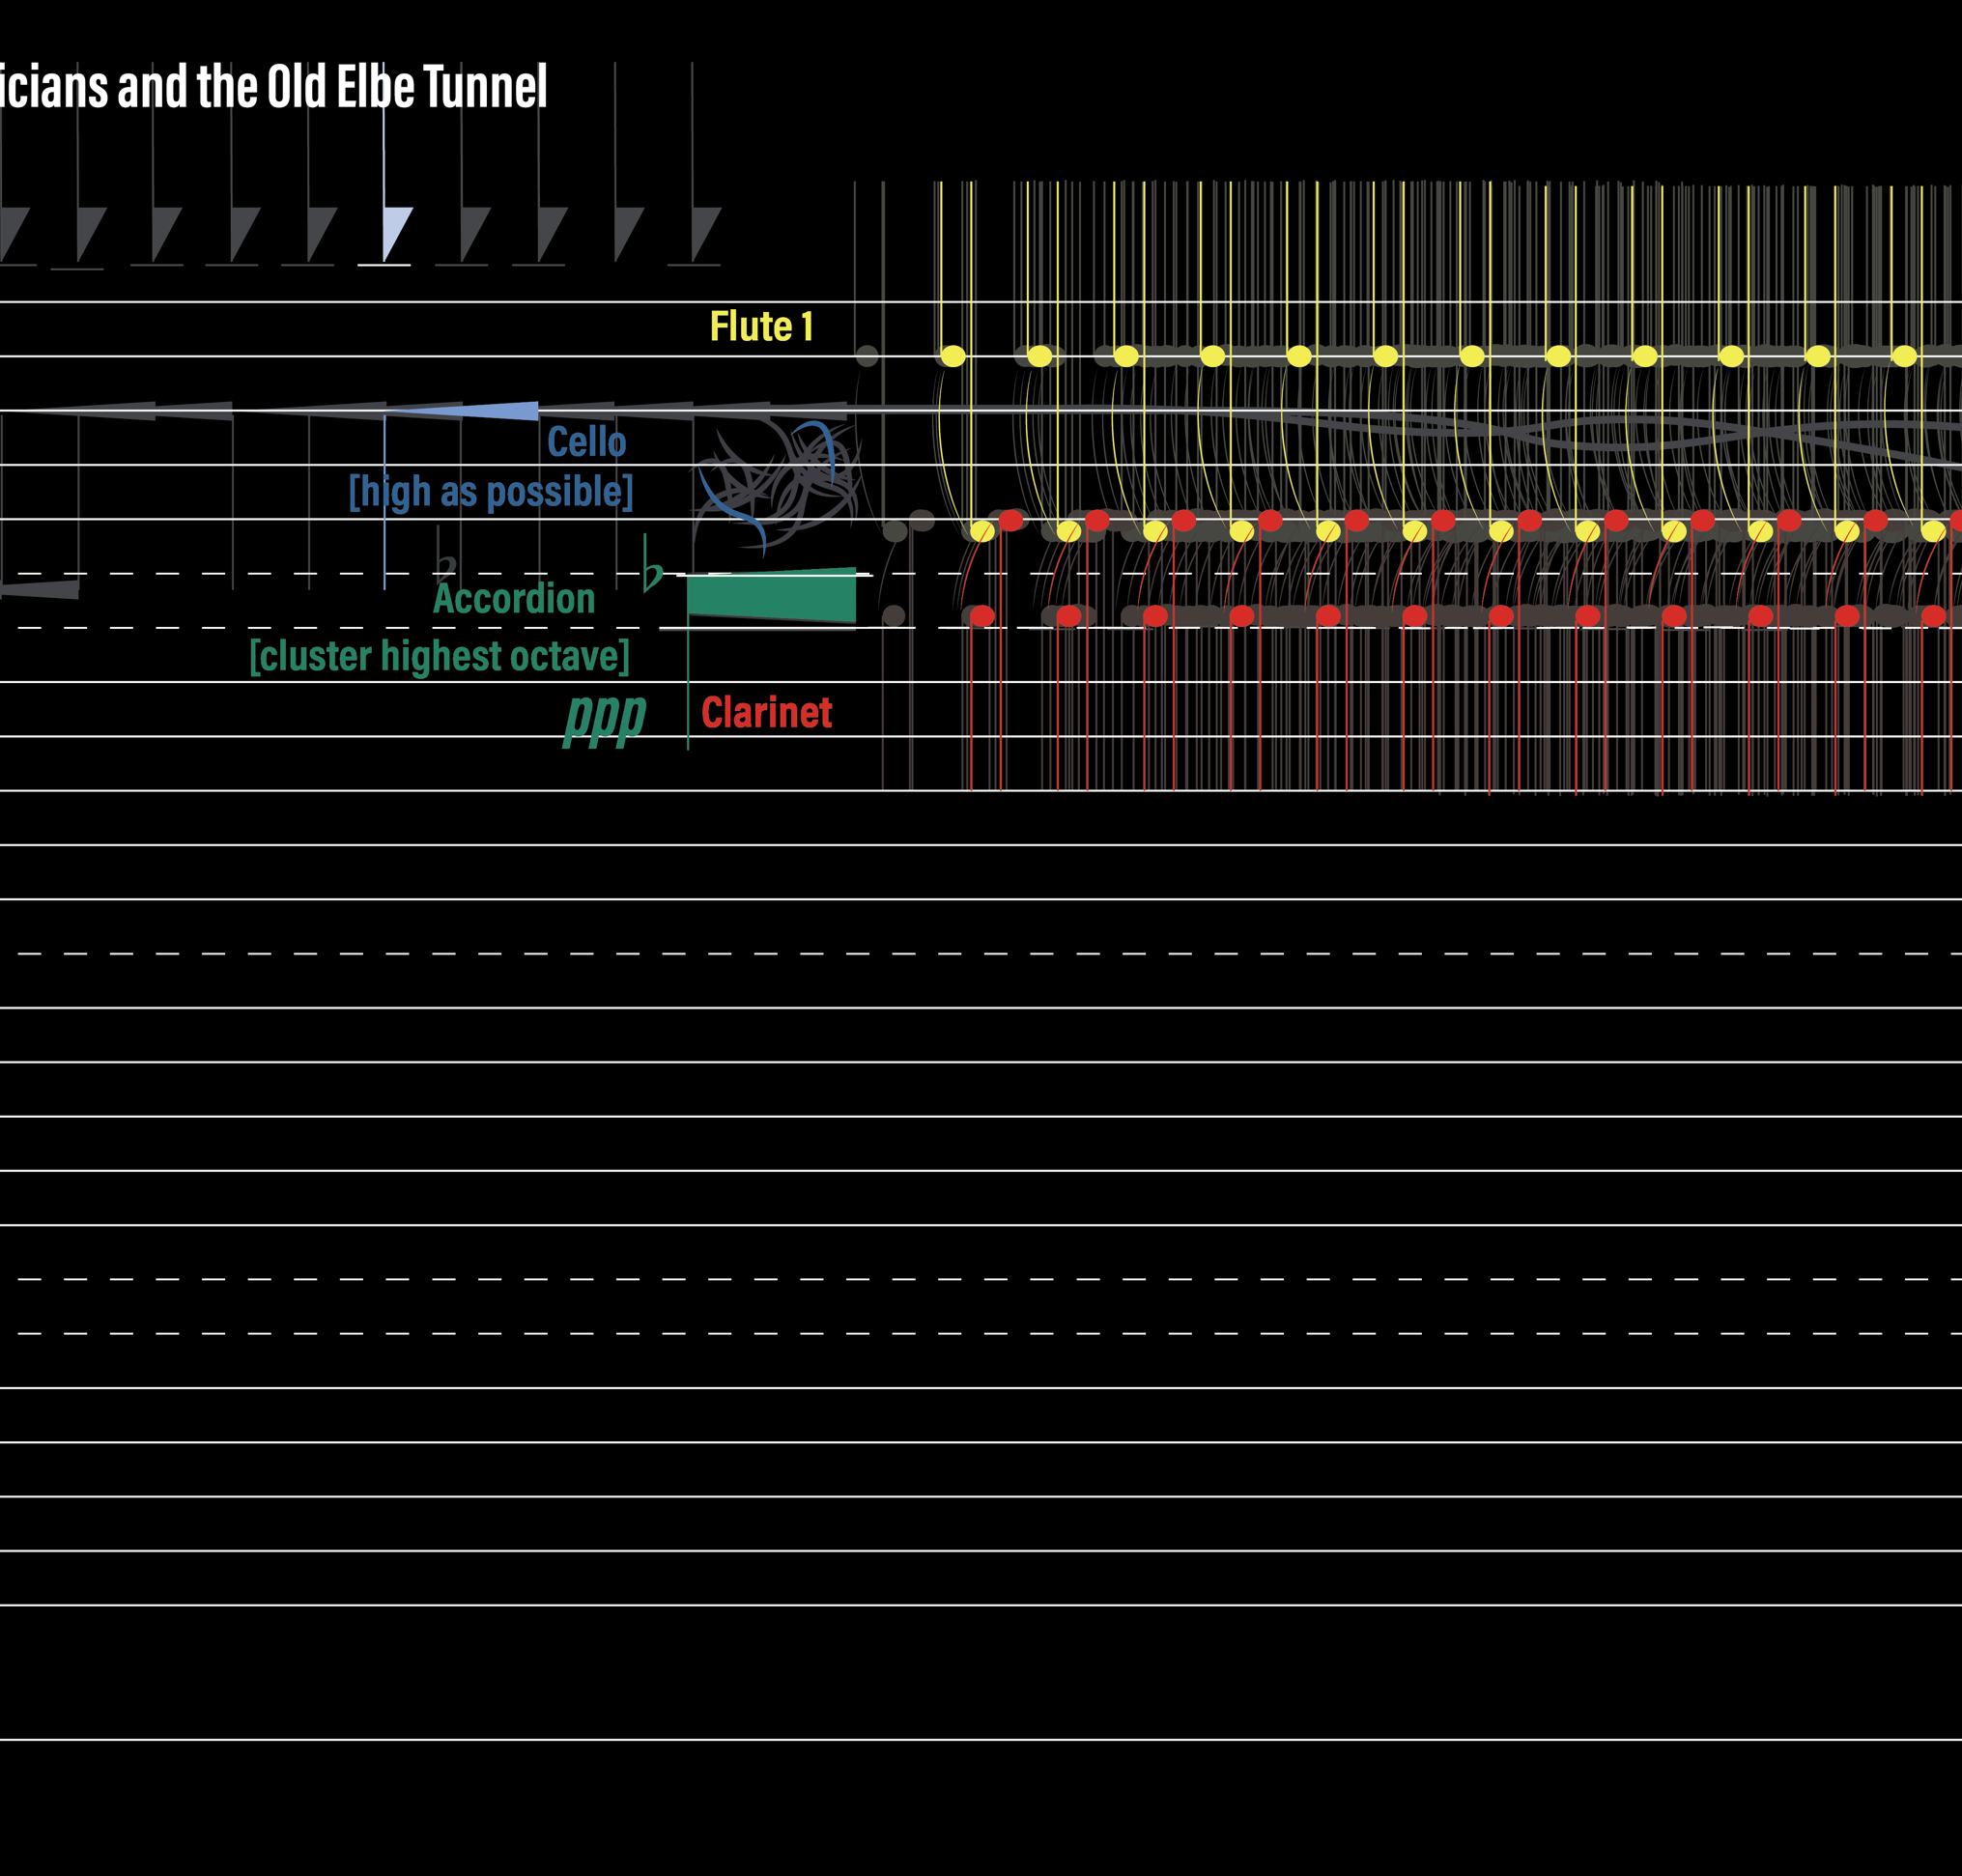 icians and the Old Elbe Tunnel
Flute 1
Cello
[high as possible]
Accordion
[cluster highest octave]
ppp
Clarinet